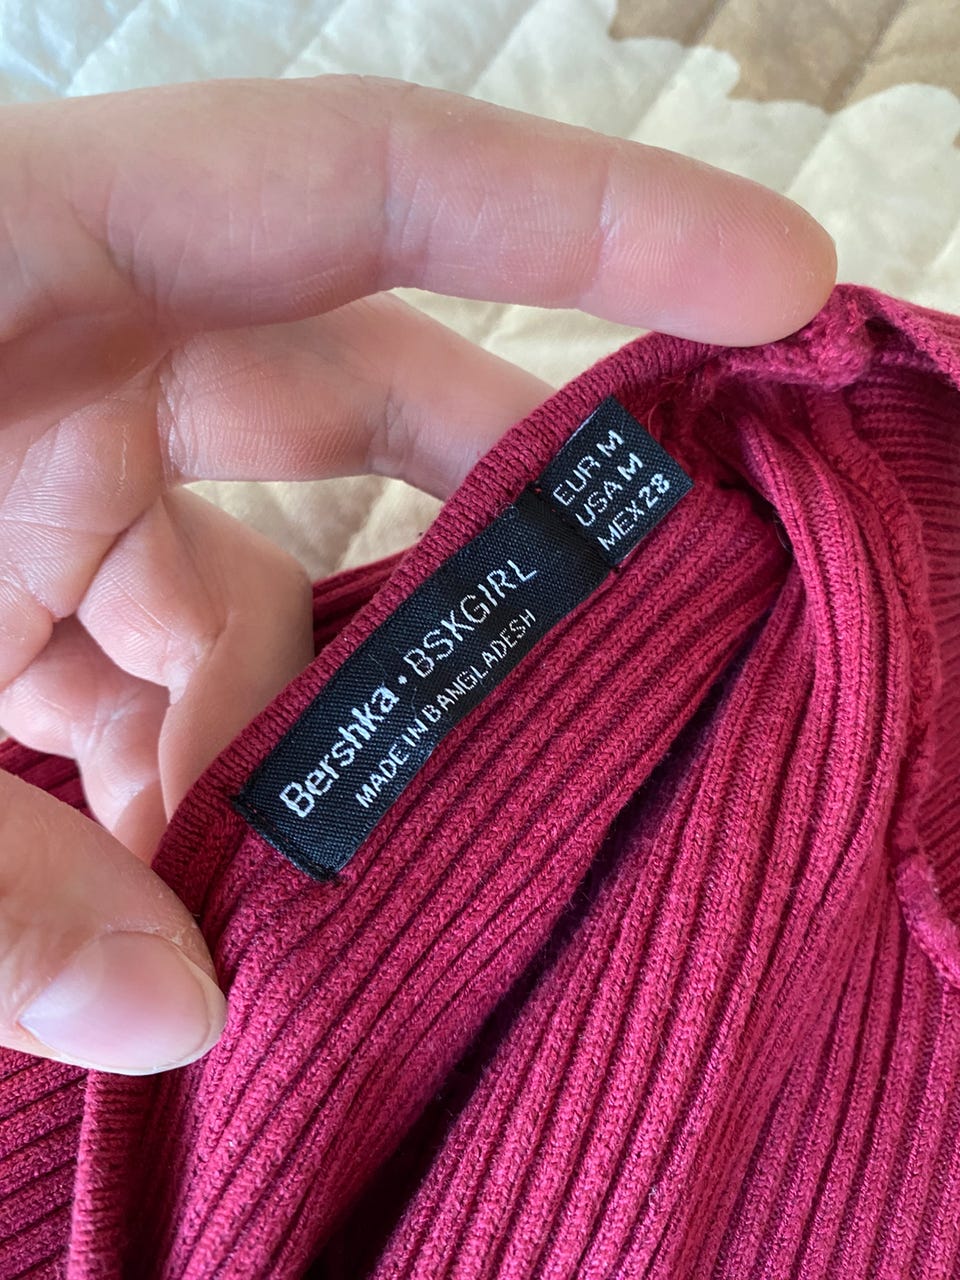 Bershka • BSKGIRL
MADE IN BANGLADESH
EUR M
USA M
MEX 28